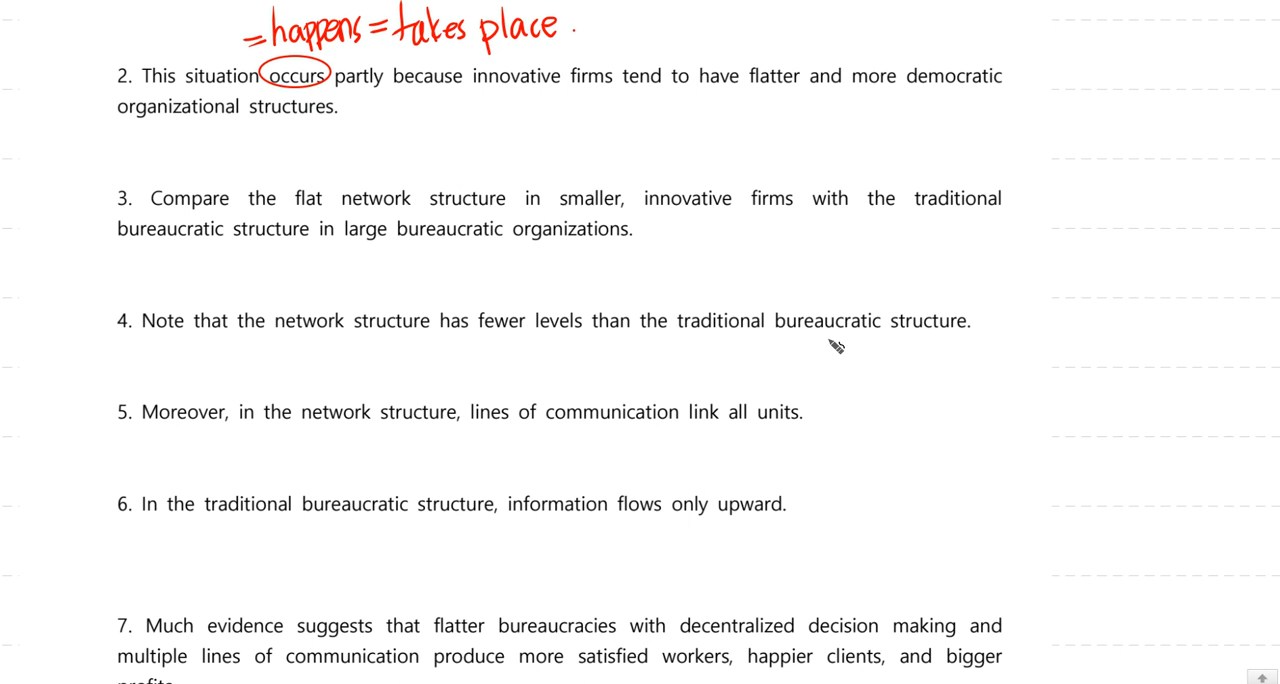 = happens = takes place .
2. This situation occurs partly because innovative firms tend to have flatter and more democratic
organizational structures.
3. Compare the flat network structure in smaller, innovative firms with the traditional
bureaucratic structure in large bureaucratic organizations.
4. Note that the network structure has fewer levels than the traditional bureaucratic structure.
5. Moreover, in the network structure, lines of communication link all units.
6. In the traditional bureaucratic structure, information flows only upward.
7. Much evidence suggests that flatter bureaucracies with decentralized decision making and
multiple lines of communication produce more satisfied workers, happier clients, and bigger